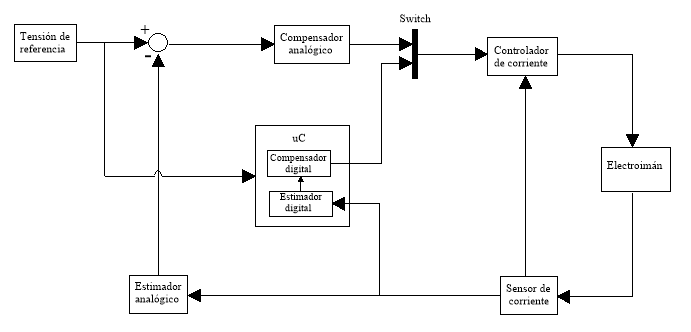 Switch
Tensión de
referencia
+
-
Compensador
analógico
Controlador
de corriente
uC
Compensador
digital
Estimador
digital
Electroimán
Estimador
analógico
Sensor de
corriente